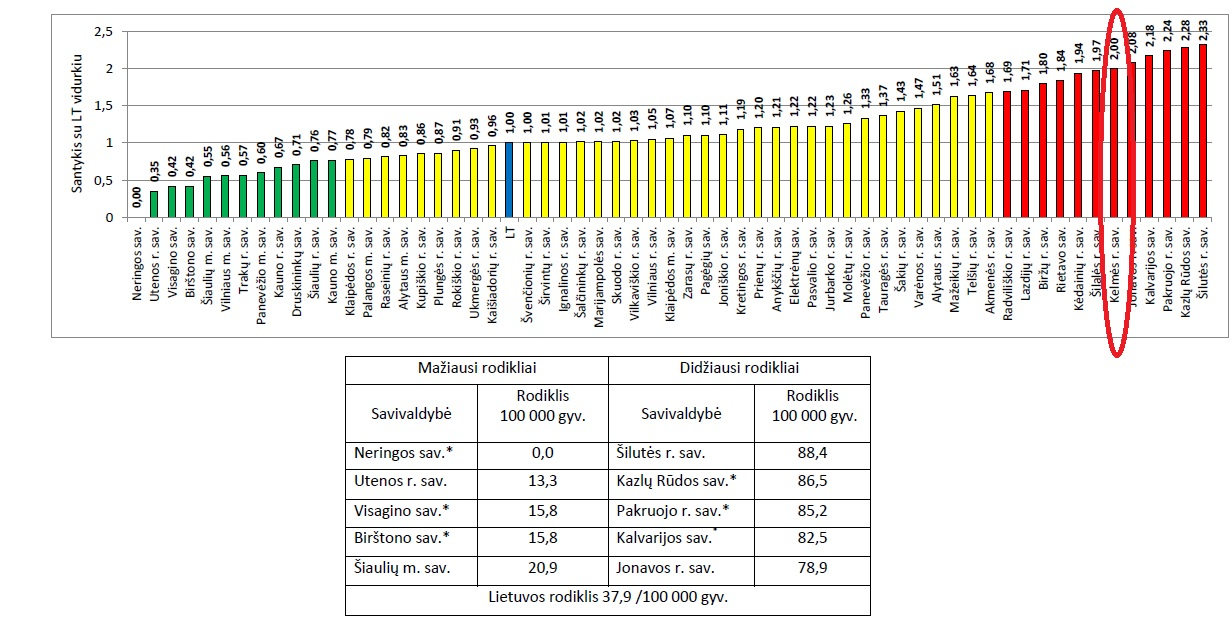 Santykis su LT vidurkiu
2,5
2
1,5
1
0,5
0
0,00
0,35
0,42
0,42
0,55
0,56
0,57
0,60
0,67
0,71
0,76
0,77
0,78
0,79
0,82
0,83
0,86
0,87
0,91
0,93
0,96
1,00
1,00
1,01
1,01
1,02
1,02
1,02
1,03
1,05
1,07
1,10
1,10
1,11
1,19
1,20
1,21
1,22
1,22
1,23
1,26
1,33
1,37
1,43
1,47
1,51
1,63
1,64
1,68
1,69
1,71
1,80
1,84
1,94
1,97
2,00
2,08
2,18
2,24
2,28
2,33
Neringos sav.
Utenos r. sav.
Visagino sav.
Birštono sav.
Šiaulių m. sav.
Vilniaus m. sav.
Trakų r. sav.
Panevėžio m. sav.
Kauno r. sav.
Druskininkų sav.
Šiaulių r. sav.
Kauno m. sav.
Klaipėdos r. sav.
Palangos m. sav.
Raseinių r. sav.
Alytaus m. sav.
Kupiškio r. sav.
Plungės r. sav.
Rokiškio r. sav.
Ukmergės r. sav.
Kaišiadorių r. sav.
LT
Švenčionių r. sav.
Širvintų r. sav.
Ignalinos r. sav.
Šalčininkų r. sav.
Marijampolės sav.
Skuodo r. sav.
Vilkaviškio r. sav.
Vilniaus r. sav.
Klaipėdos m. sav.
Zarasų r. sav.
Pagėgių sav.
Joniškio r. sav.
Kretingos r. sav.
Prienų r. sav.
Anykščių r. sav.
Elektrėnų sav.
Pasvalio r. sav.
Jurbarko r. sav.
Molėtų r. sav.
Panevėžio r. sav.
Tauragės r. sav.
Šakių r. sav.
Varėnos r. sav.
Alytaus r. sav.
Mažeikių r. sav.
Telšių r. sav.
Akmenės r. sav.
Radviliškio r. sav.
Lazdijų r. sav.
Biržų r. sav.
Rietavo sav.
Kėdainių r. sav.
Šilalės r. sav.
Kelmės r. sav.
Jonavos r. sav.
Kalvarijos sav.
Pakruojo r. sav.
Kazlų Rūdos sav.
Šilutės r. sav.
Mažiausi rodikliai Didžiausi rodikliai
Savivaldybė Rodiklis 100 000 gyv. Savivaldybė Rodiklis 100 000 gyv.
Neringos sav.* 0,0 Šilutės r. sav. 88,4
Utenos r. sav. 13,3 Kazlų Rūdos sav.* 86,5
Visagino sav.* 15,8 Pakruojo r. sav.* 85,2
Birštono sav.* 15,8 Kalvarijos sav.* 82,5
Šiaulių m. sav. 20,9 Jonavos r. sav. 78,9
Lietuvos rodiklis 37,9 /100 000 gyv.